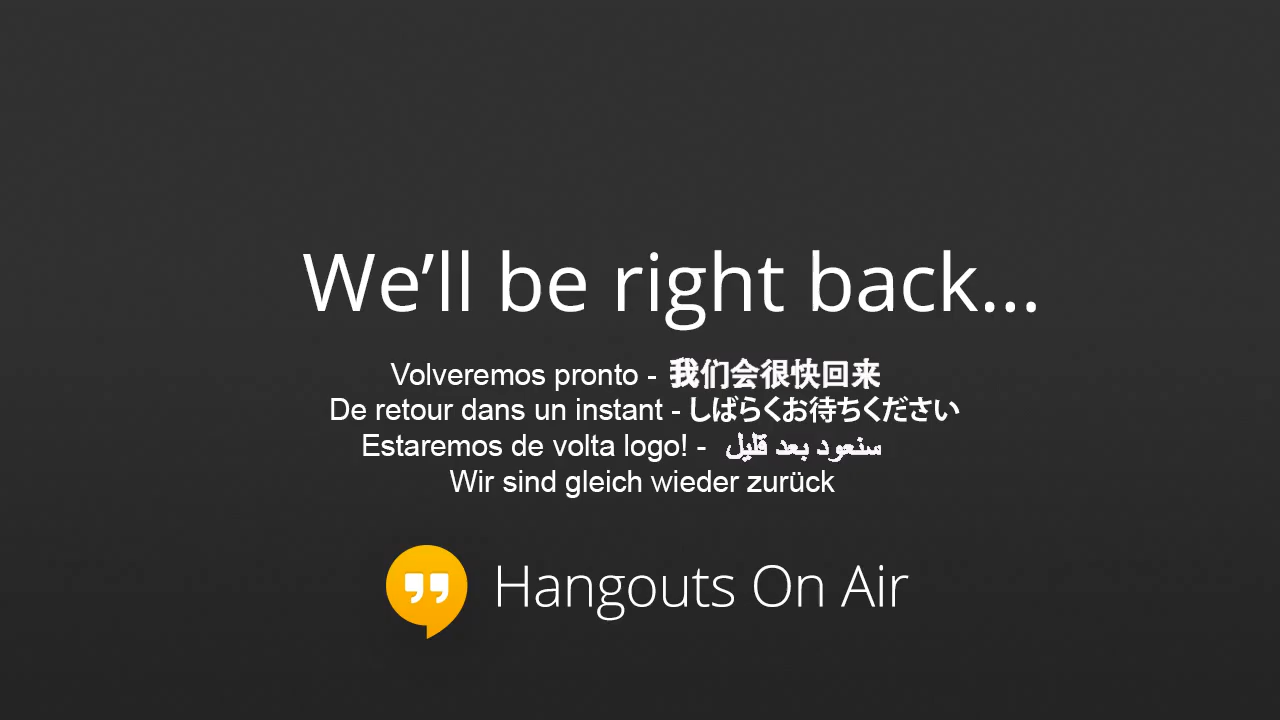 We’ll be right back...
Volveremos pronto - 我们会很快回来
De retour dans un instant - しばらくお待ちください
Estaremos de volta logo! - سنعود بعد قليل
Wir sind gleich wieder zurück
Hangouts On Air